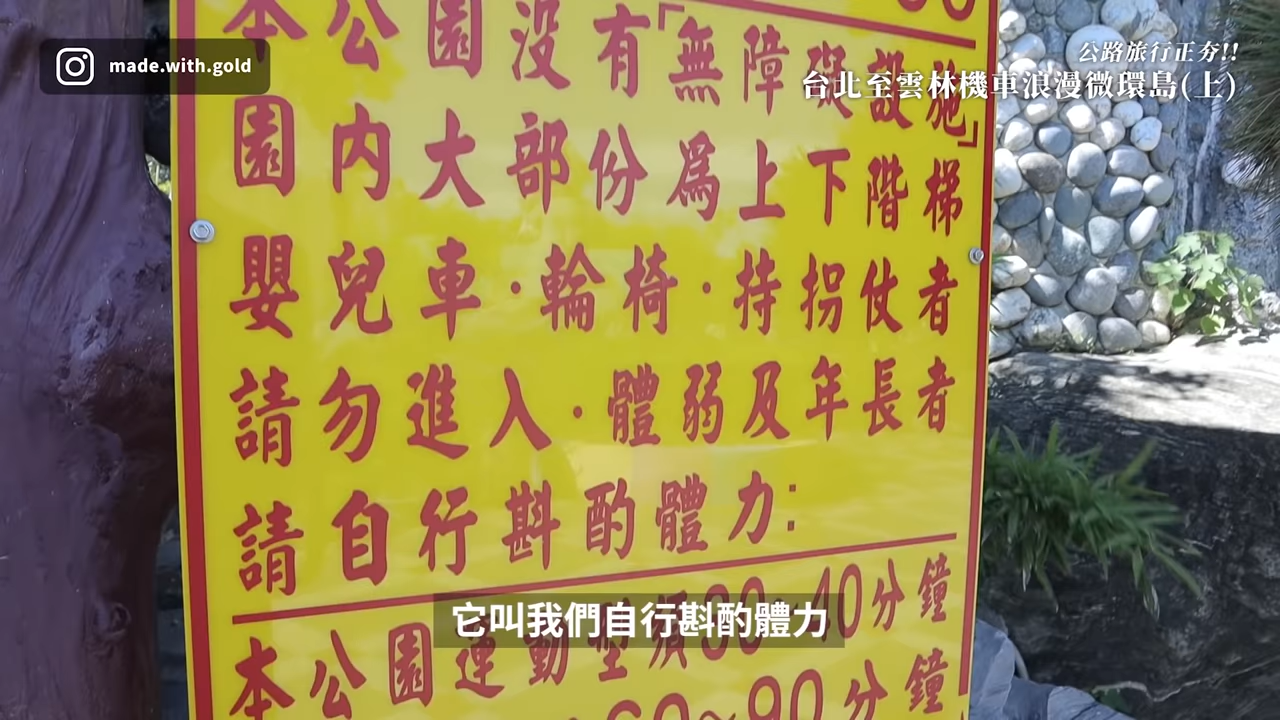 made.with.gold
公路旅行正夯!!
台北至雲林機車浪漫微環島(上)
本公園沒有「無障礙設施」
園內大部份為上下階梯
嬰兒車·輪椅·持拐杖者
請勿進入·體弱及年長者
請自行斟酌體力:
本公園運動型須30~40分鐘
60~90分鐘
它叫我們自行斟酌體力